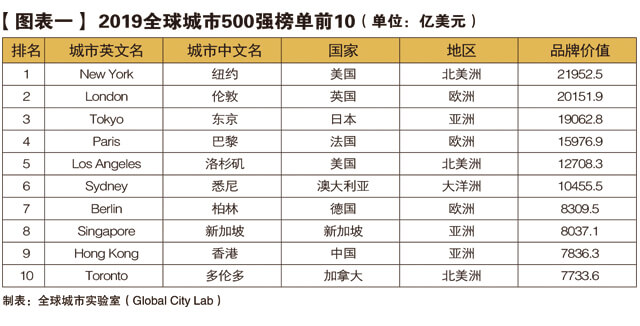 【图表一】2019全球城市500强榜单前10（单位：亿美元）
排名 城市英文名 城市中文名 国家 地区 品牌价值
1 New York 纽约 美国 北美洲 21952.5
2 London 伦敦 英国 欧洲 20151.9
3 Tokyo 东京 日本 亚洲 19062.8
4 Paris 巴黎 法国 欧洲 15976.9
5 Los Angeles 洛杉矶 美国 北美洲 12708.3
6 Sydney 悉尼 澳大利亚 大洋洲 10455.5
7 Berlin 柏林 德国 欧洲 8309.5
8 Singapore 新加坡 新加坡 亚洲 8037.1
9 Hong Kong 香港 中国 亚洲 7836.3
10 Toronto 多伦多 加拿大 北美洲 7733.6
制表：全球城市实验室（Global City Lab）